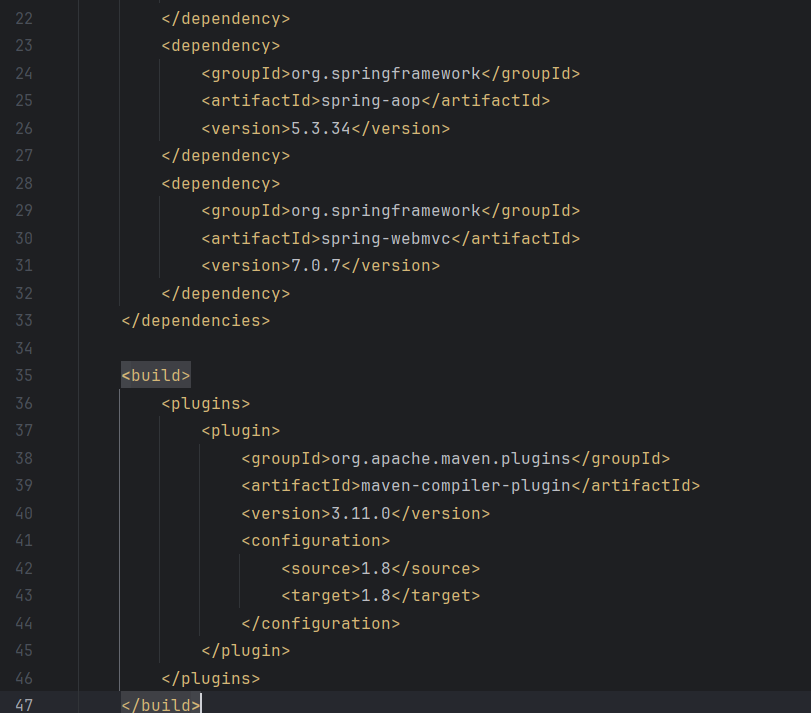 22 </dependency>
23 <dependency>
24 <groupId>org.springframework</groupId>
25 <artifactId>spring-aop</artifactId>
26 <version>5.3.34</version>
27 </dependency>
28 <dependency>
29 <groupId>org.springframework</groupId>
30 <artifactId>spring-webmvc</artifactId>
31 <version>7.0.7</version>
32 </dependency>
33 </dependencies>
34
35 <build>
36 <plugins>
37 <plugin>
38 <groupId>org.apache.maven.plugins</groupId>
39 <artifactId>maven-compiler-plugin</artifactId>
40 <version>3.11.0</version>
41 <configuration>
42 <source>1.8</source>
43 <target>1.8</target>
44 </configuration>
45 </plugin>
46 </plugins>
47 </build>